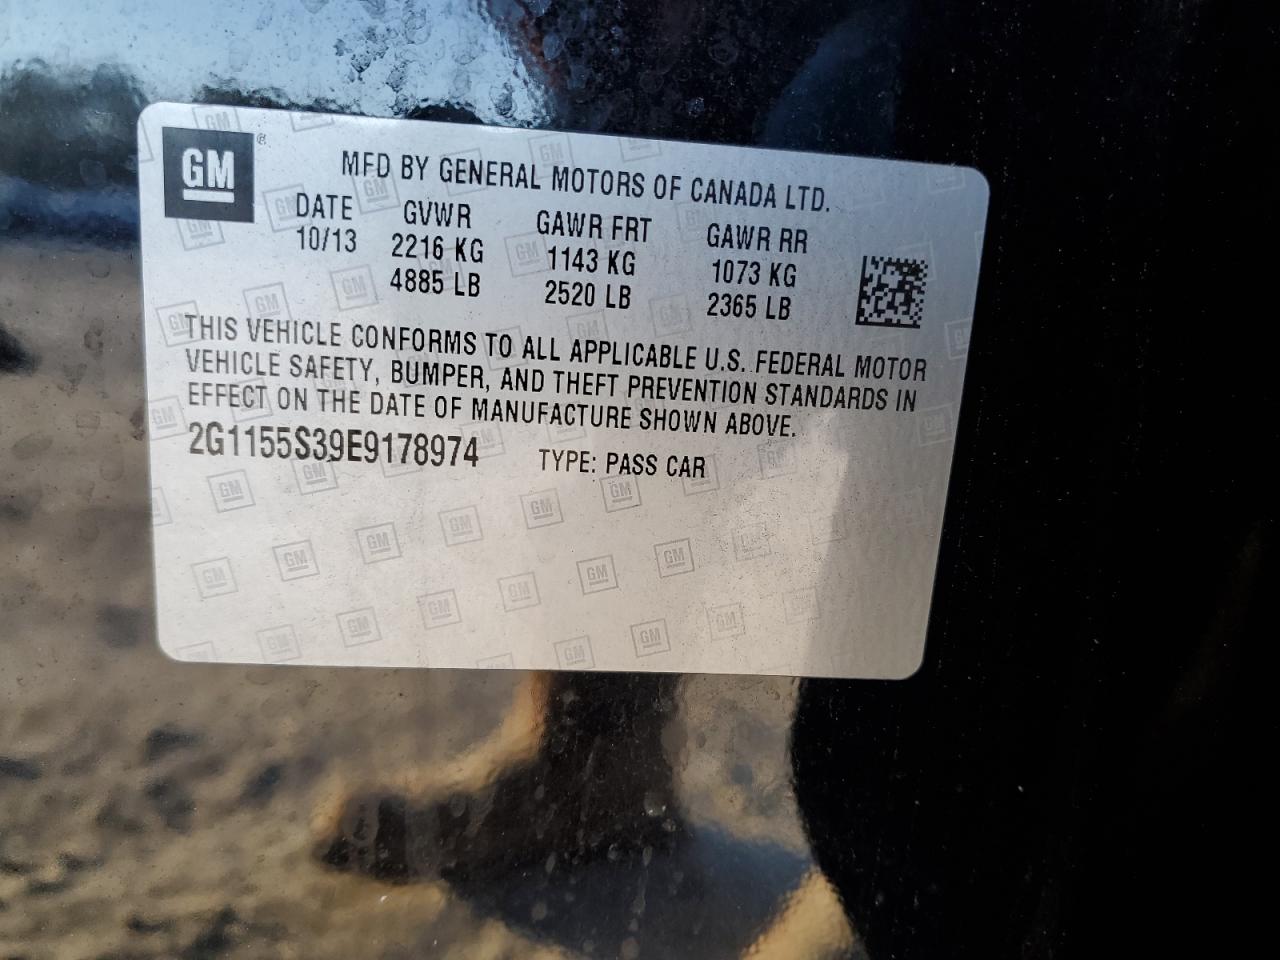 GM ®
MFD BY GENERAL MOTORS OF CANADA LTD.
DATE GVWR GAWR FRT GAWR RR
10/13 2216 KG 1143 KG 1073 KG
4885 LB 2520 LB 2365 LB
THIS VEHICLE CONFORMS TO ALL APPLICABLE U.S. FEDERAL MOTOR
VEHICLE SAFETY, BUMPER, AND THEFT PREVENTION STANDARDS IN
EFFECT ON THE DATE OF MANUFACTURE SHOWN ABOVE.
2G1155S39E9178974 TYPE: PASS CAR